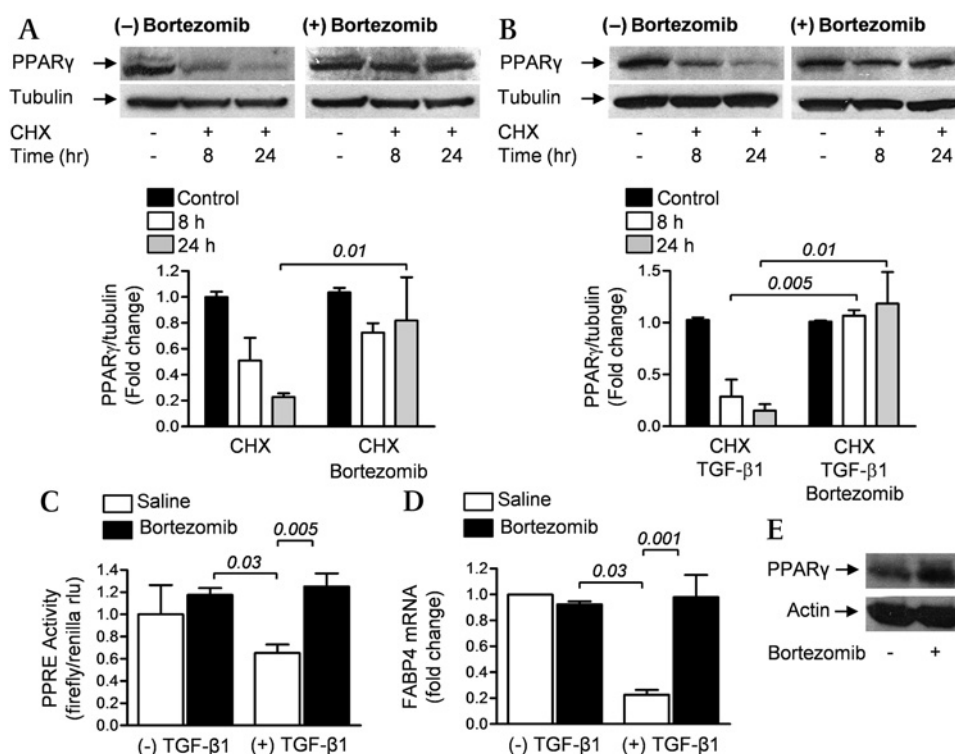 A
(–) Bortezomib
(+) Bortezomib
PPARγ
Tubulin
CHX - + + - + +
Time (hr) - 8 24 - 8 24
Control
8 h
24 h
0.01
1.2
1.0
0.8
0.6
0.4
0.2
0.0
PPARγ/tubulin
(Fold change)
CHX
CHX
Bortezomib
B
(–) Bortezomib
(+) Bortezomib
PPARγ
Tubulin
CHX - + + - + +
Time (hr) - 8 24 - 8 24
Control
8 h
24 h
0.01
0.005
1.5
1.0
0.5
0.0
PPARγ/tubulin
(Fold change)
CHX
TGF-β1
CHX
TGF-β1
Bortezomib
C
Saline
Bortezomib
0.005
0.03
1.4
1.2
1.0
0.8
0.6
0.4
0.2
PPRE Activity
(firefly/renilla rlu)
(-) TGF-β1
(+) TGF-β1
D
Saline
Bortezomib
0.001
0.03
1.0
0.8
0.6
0.4
0.2
0.0
FABP4 mRNA
(fold change)
(-) TGF-β1
(+) TGF-β1
E
PPARγ
Actin
Bortezomib - +